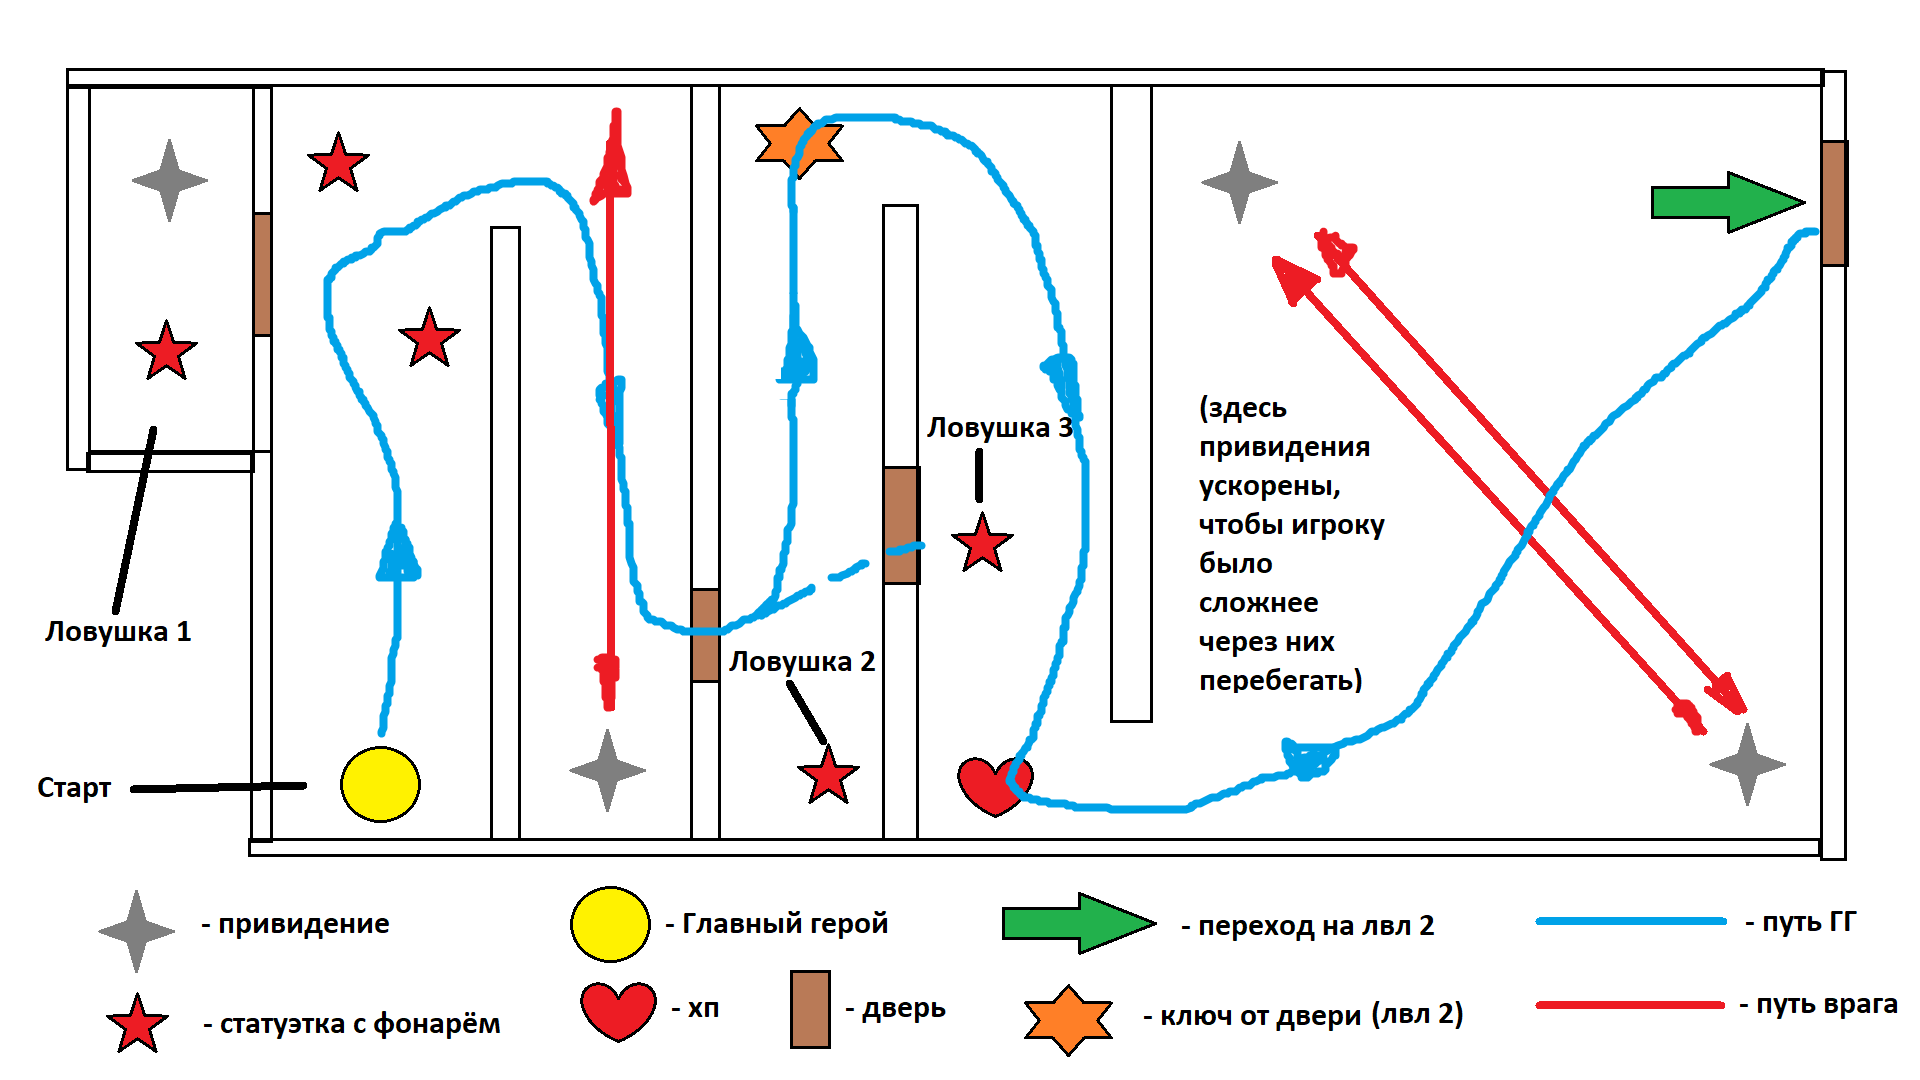 Ловушка 3
(здесь
привидения
ускорены,
чтобы игроку
было
сложнее
через них
перебегать)
Ловушка 1
Ловушка 2
Старт
- привидение
- Главный герой
- переход на лвл 2
- путь ГГ
- статуэтка с фонарём
- хп
- дверь
- ключ от двери (лвл 2)
- путь врага